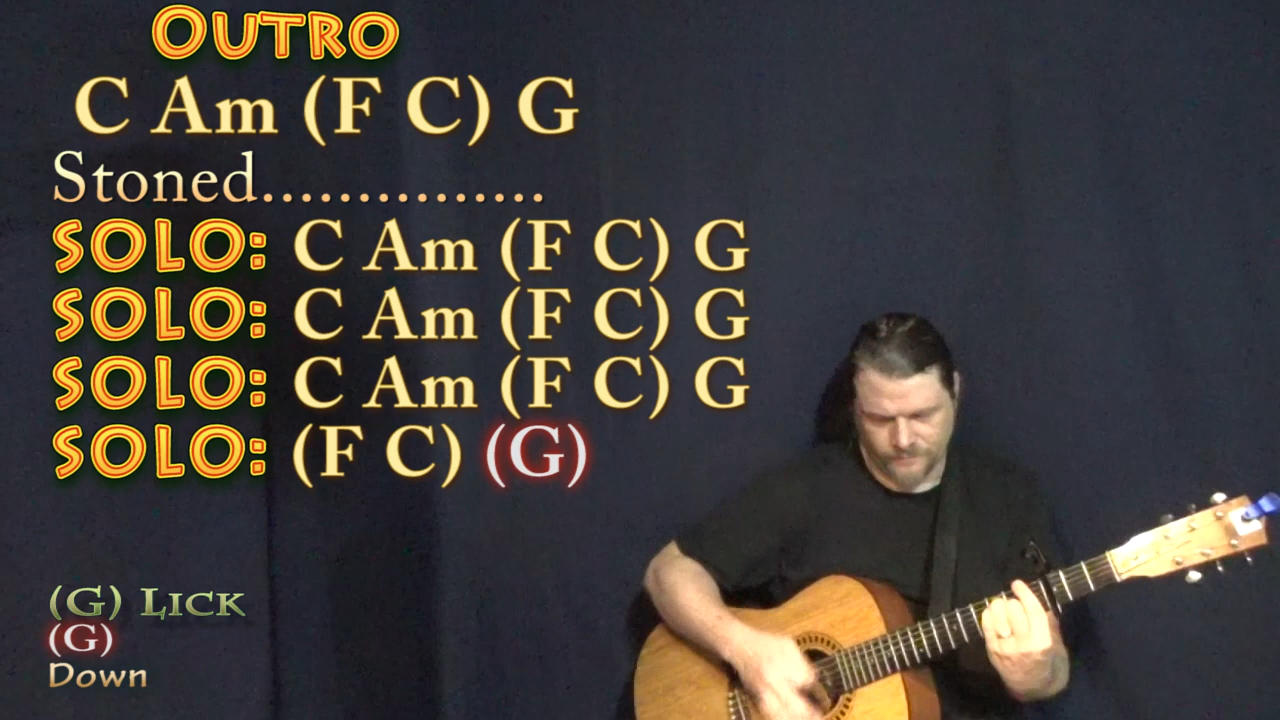 OUTRO
C Am (F C) G
Stoned...............
SOLO: C Am (F C) G
SOLO: C Am (F C) G
SOLO: C Am (F C) G
SOLO: (F C) (G)
(G) LICK
(G)
Down